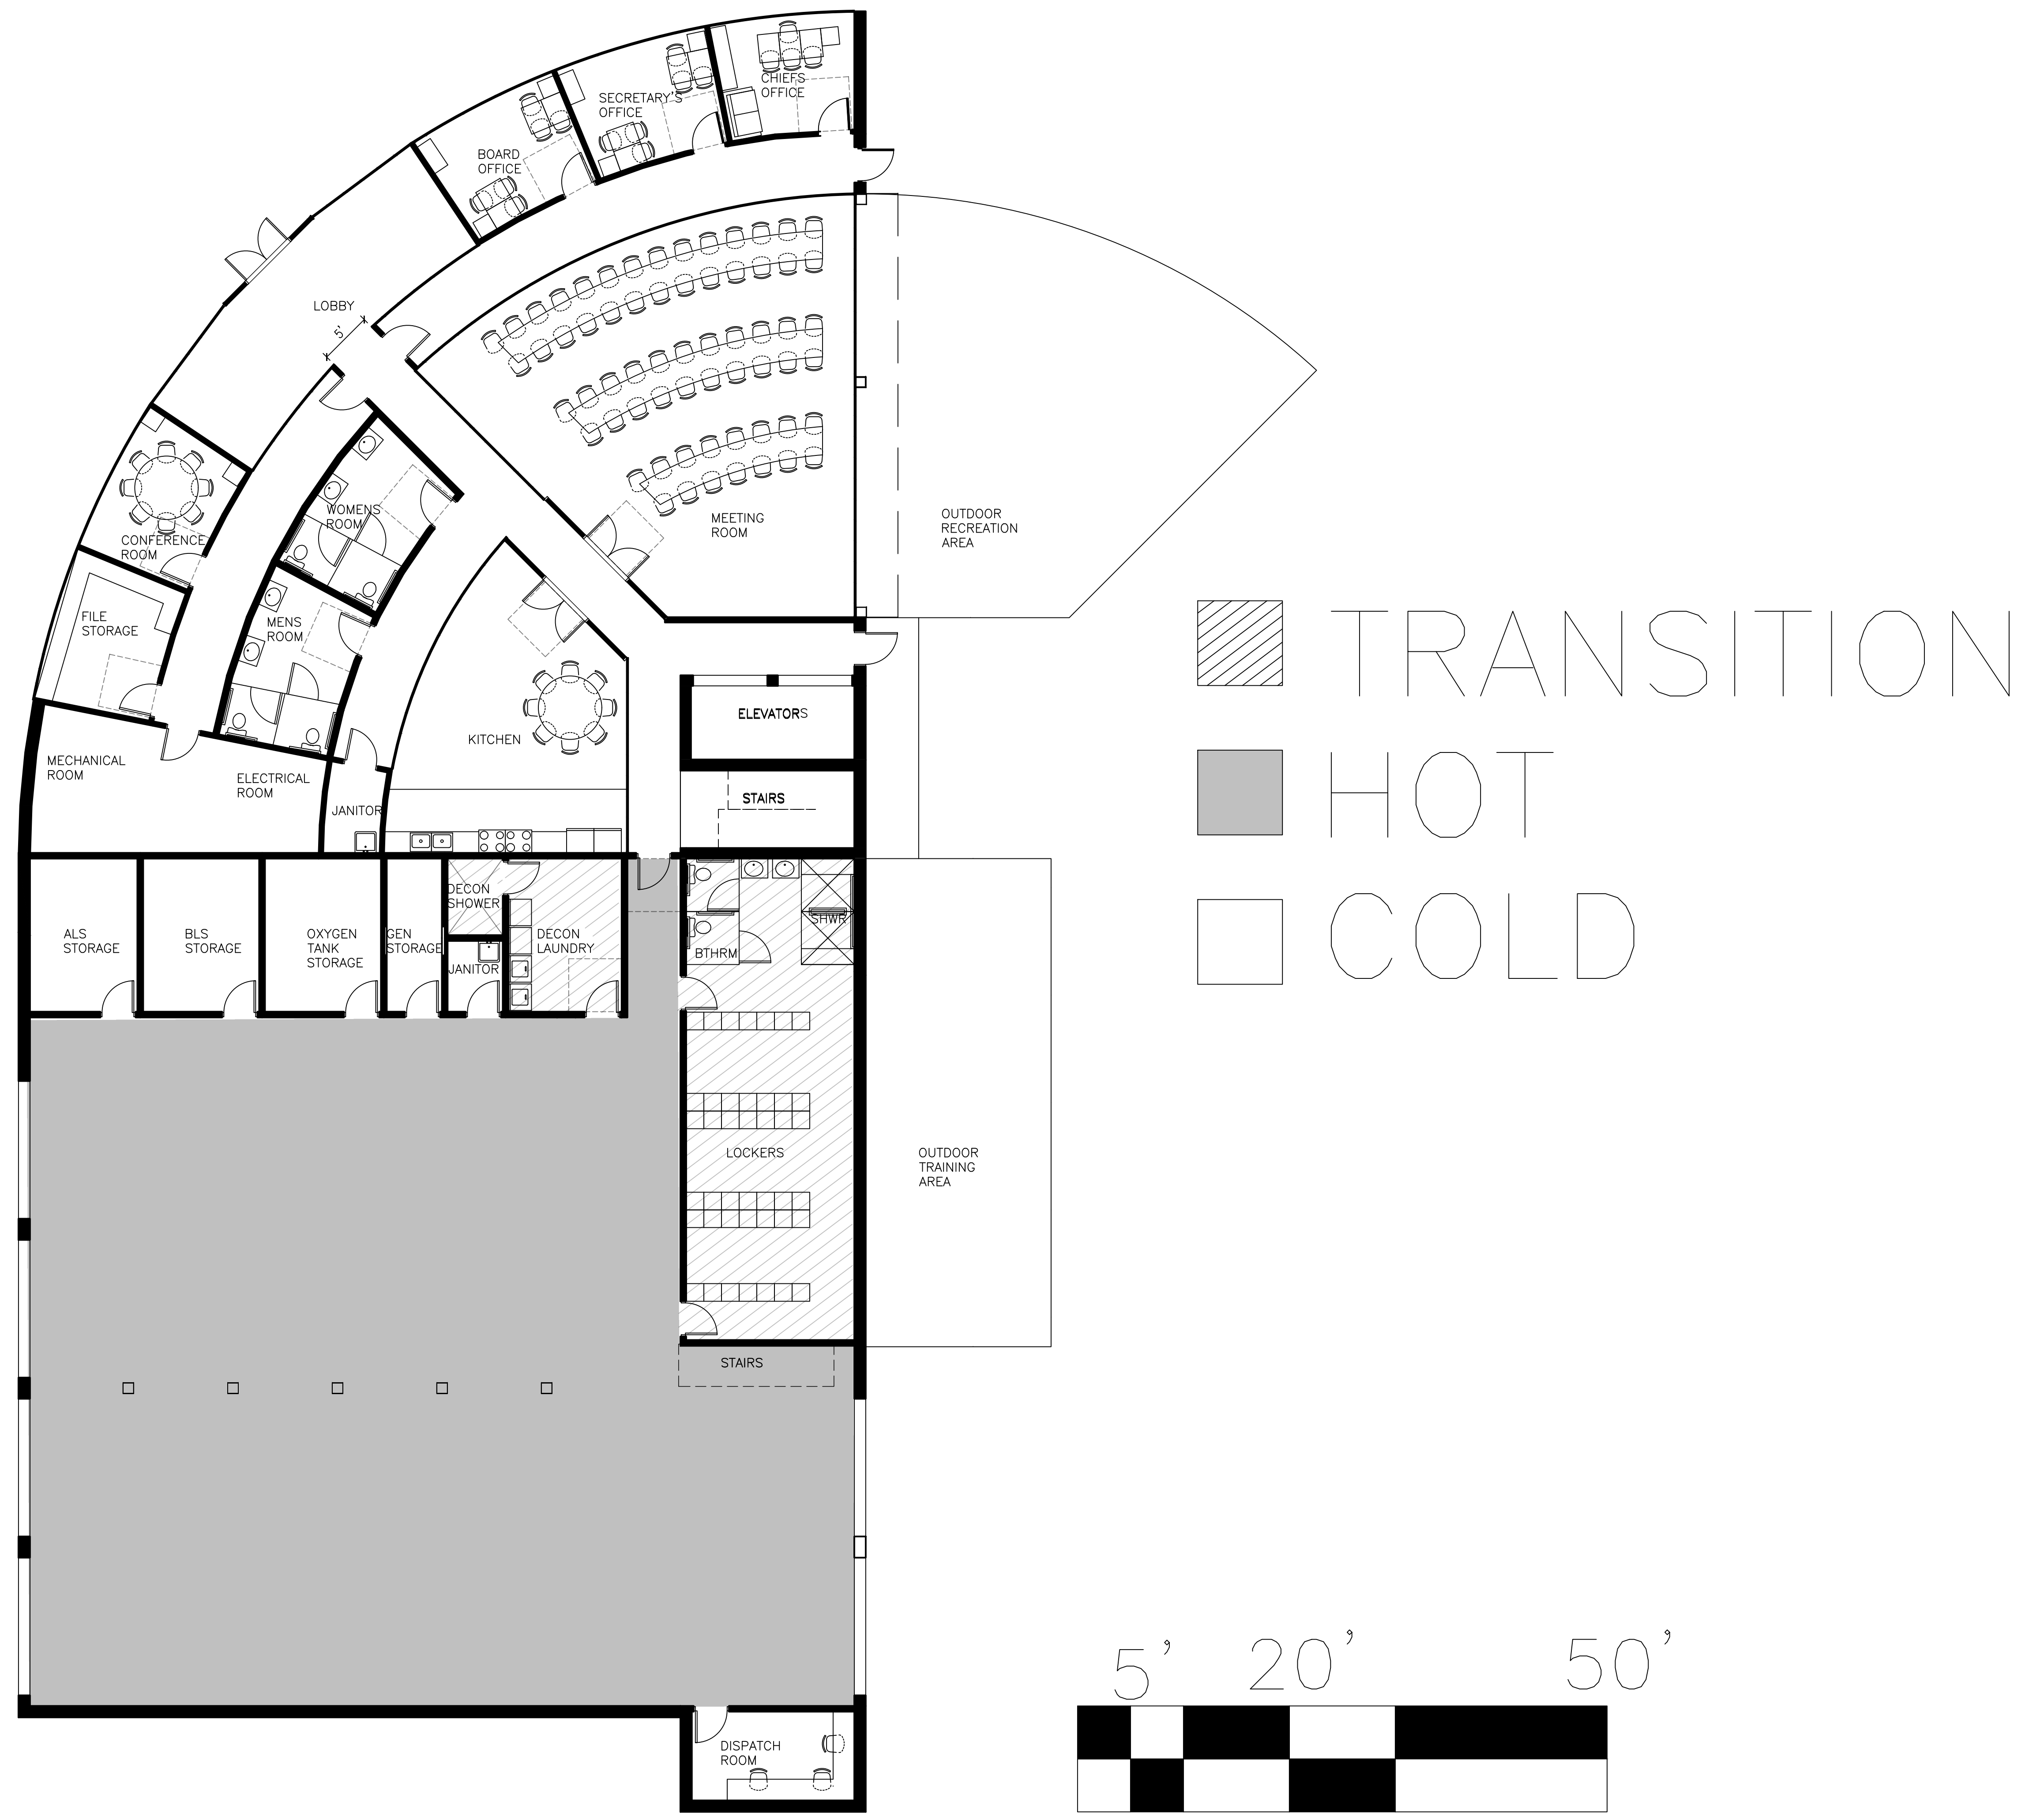 CHIEFS
OFFICE
SECRETARY'S
OFFICE
BOARD
OFFICE
LOBBY
5'
MEETING
ROOM
OUTDOOR
RECREATION
AREA
WOMENS
ROOM
CONFERENCE
ROOM
FILE
STORAGE
MENS
ROOM
TRANSITION
ELEVATORS
KITCHEN
MECHANICAL
ROOM
ELECTRICAL
ROOM
STAIRS
JANITOR
HOT
DECON
SHOWER
SHWR
ALS
STORAGE
BLS
STORAGE
OXYGEN
TANK
STORAGE
GEN
STORAGE
DECON
LAUNDRY
BTHRM
JANITOR
COLD
LOCKERS
OUTDOOR
TRAINING
AREA
STAIRS
5' 20' 50'
DISPATCH
ROOM